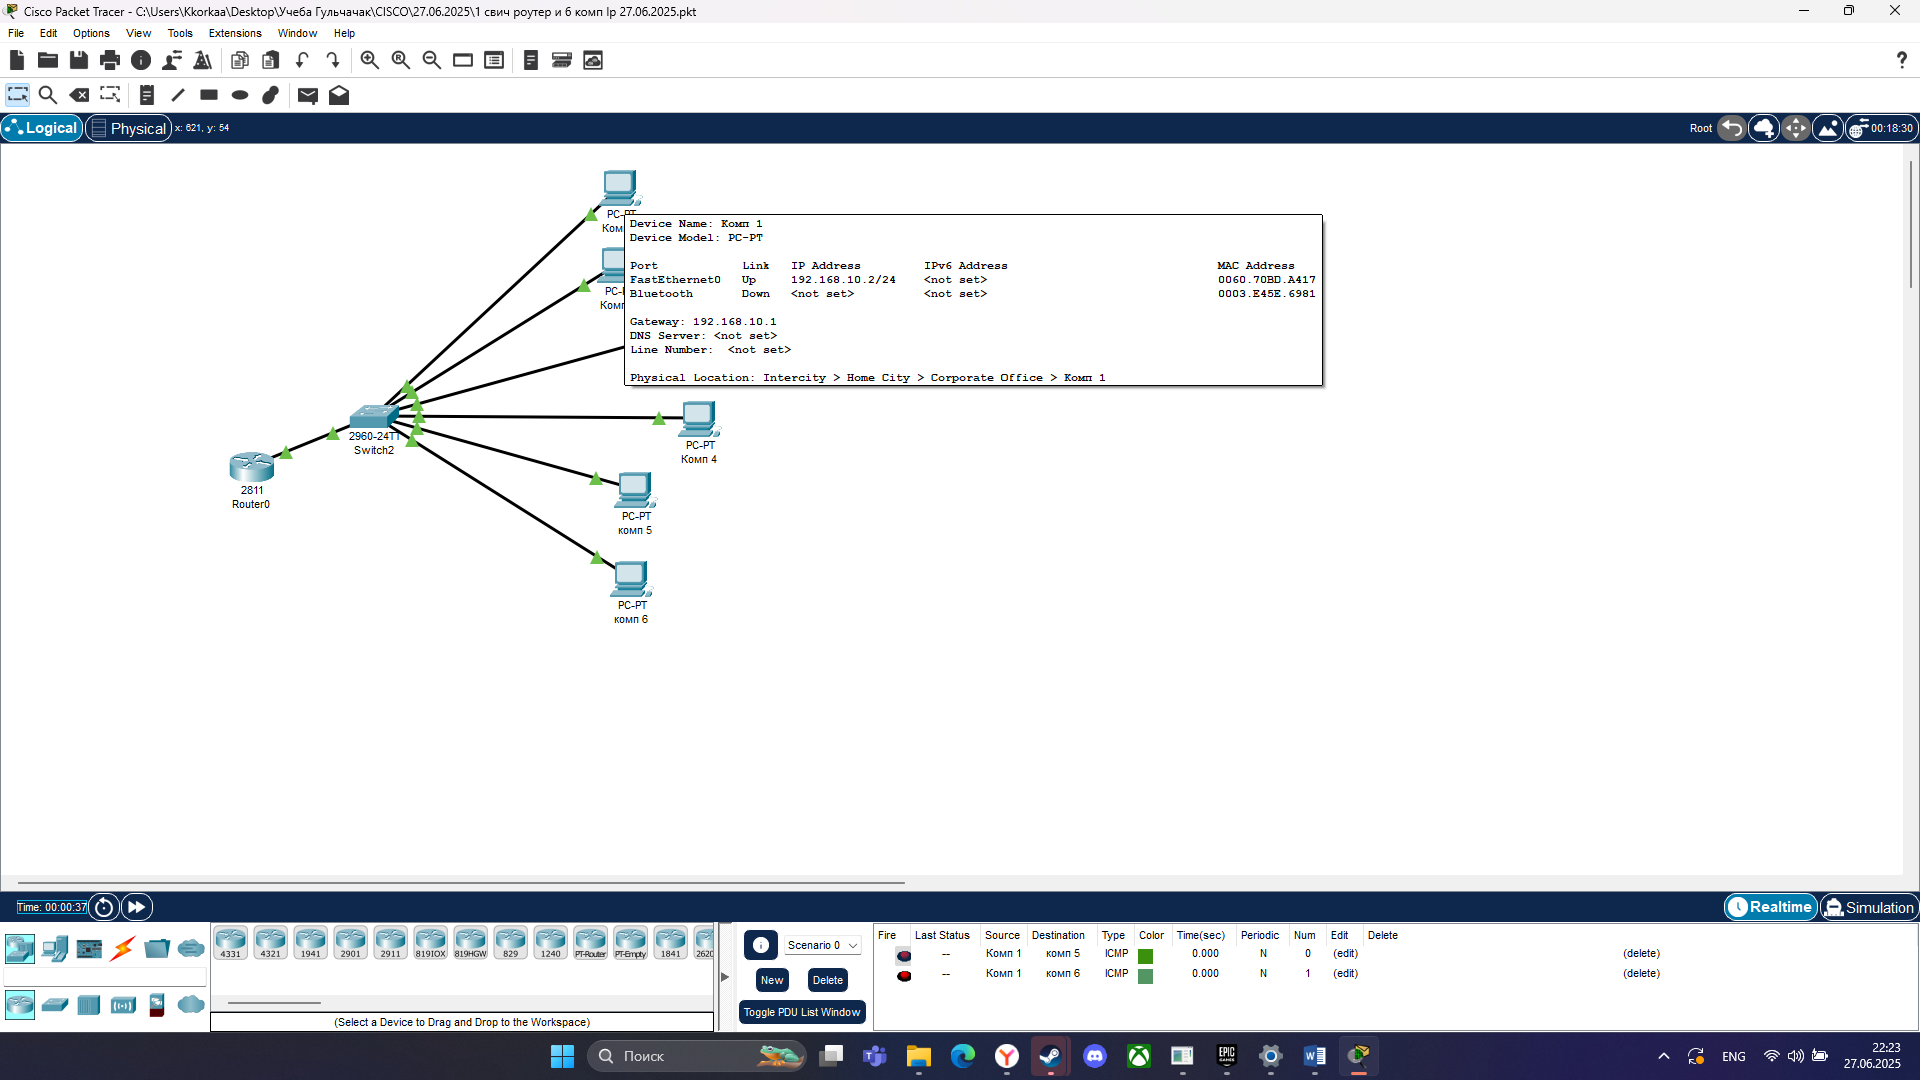 Cisco Packet Tracer - C:\Users\Kkorkaa\Desktop\Учеба Гульчачак\CISCO\27.06.2025\1 свич роутер и 6 комп Ip 27.06.2025.pkt
File Edit Options View Tools Extensions Window Help
Logical Physical x: 621, y: 54 Root 00:18:30
PC-PT
Комп
Device Name: Комп 1
Device Model: PC-PT
Port Link IP Address IPv6 Address MAC Address
FastEthernet0 Up 192.168.10.2/24 <not set> 0060.70BD.A417
Bluetooth Down <not set> <not set> 0003.E45E.6981
Gateway: 192.168.10.1
DNS Server: <not set>
Line Number: <not set>
Physical Location: Intercity > Home City > Corporate Office > Комп 1
PC-
Комп
2960-24TT
Switch2
2811
Router0
PC-PT
Комп 4
PC-PT
комп 5
PC-PT
комп 6
Time: 00:00:37 Realtime Simulation
4331 4321 1941 2901 2911 819IOX 819HGW 829 1240 PT-Router PT-Empty 1841 2620
(Select a Device to Drag and Drop to the Workspace)
Scenario 0
New Delete
Toggle PDU List Window
Fire Last Status Source Destination Type Color Time(sec) Periodic Num Edit Delete
-- Комп 1 комп 5 ICMP 0.000 N 0 (edit) (delete)
-- Комп 1 комп 6 ICMP 0.000 N 1 (edit) (delete)
Поиск
EPIC GAMES
ENG
22:23
27.06.2025